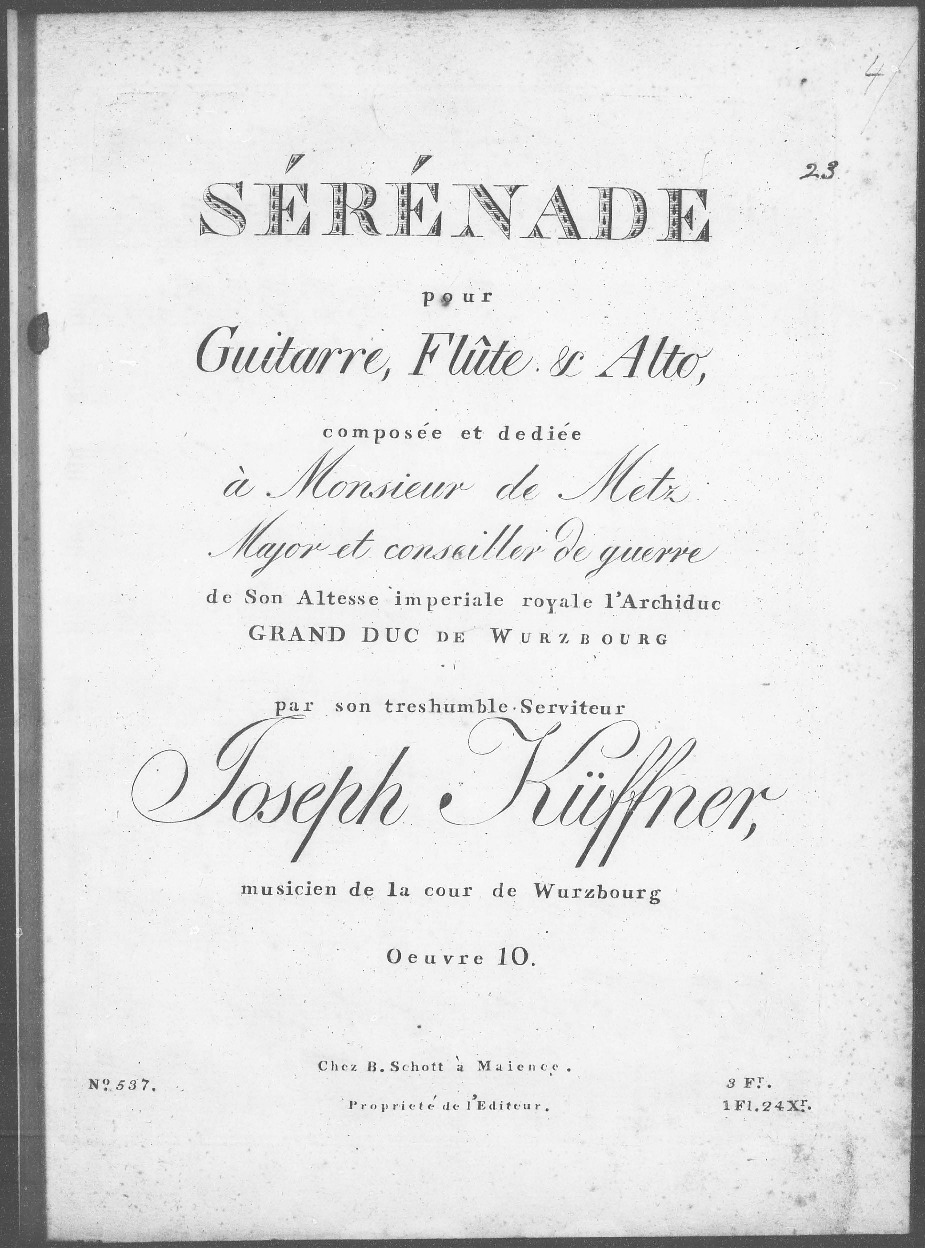 4
23
SÉRÉNADE
pour
Guitarre, Flûte & Alto,
composée et dediée
à Monsieur de Metz
Major et conseiller de guerre
de Son Altesse imperiale royale l'Archiduc
GRAND DUC DE WURZBOURG
par son treshumble Serviteur
Joseph Küffner,
musicien de la cour de Wurzbourg
Oeuvre 10.
Chez B. Schott à Maience.
Nº 537.
3 Fr.
Proprieté de l'Editeur.
1 Fl. 24 Xr.